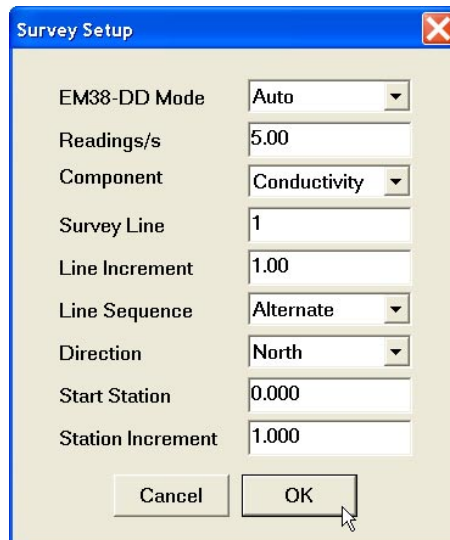 Survey Setup
EM38-DD Mode Auto
Readings/s 5.00
Component Conductivity
Survey Line 1
Line Increment 1.00
Line Sequence Alternate
Direction North
Start Station 0.000
Station Increment 1.000
Cancel OK